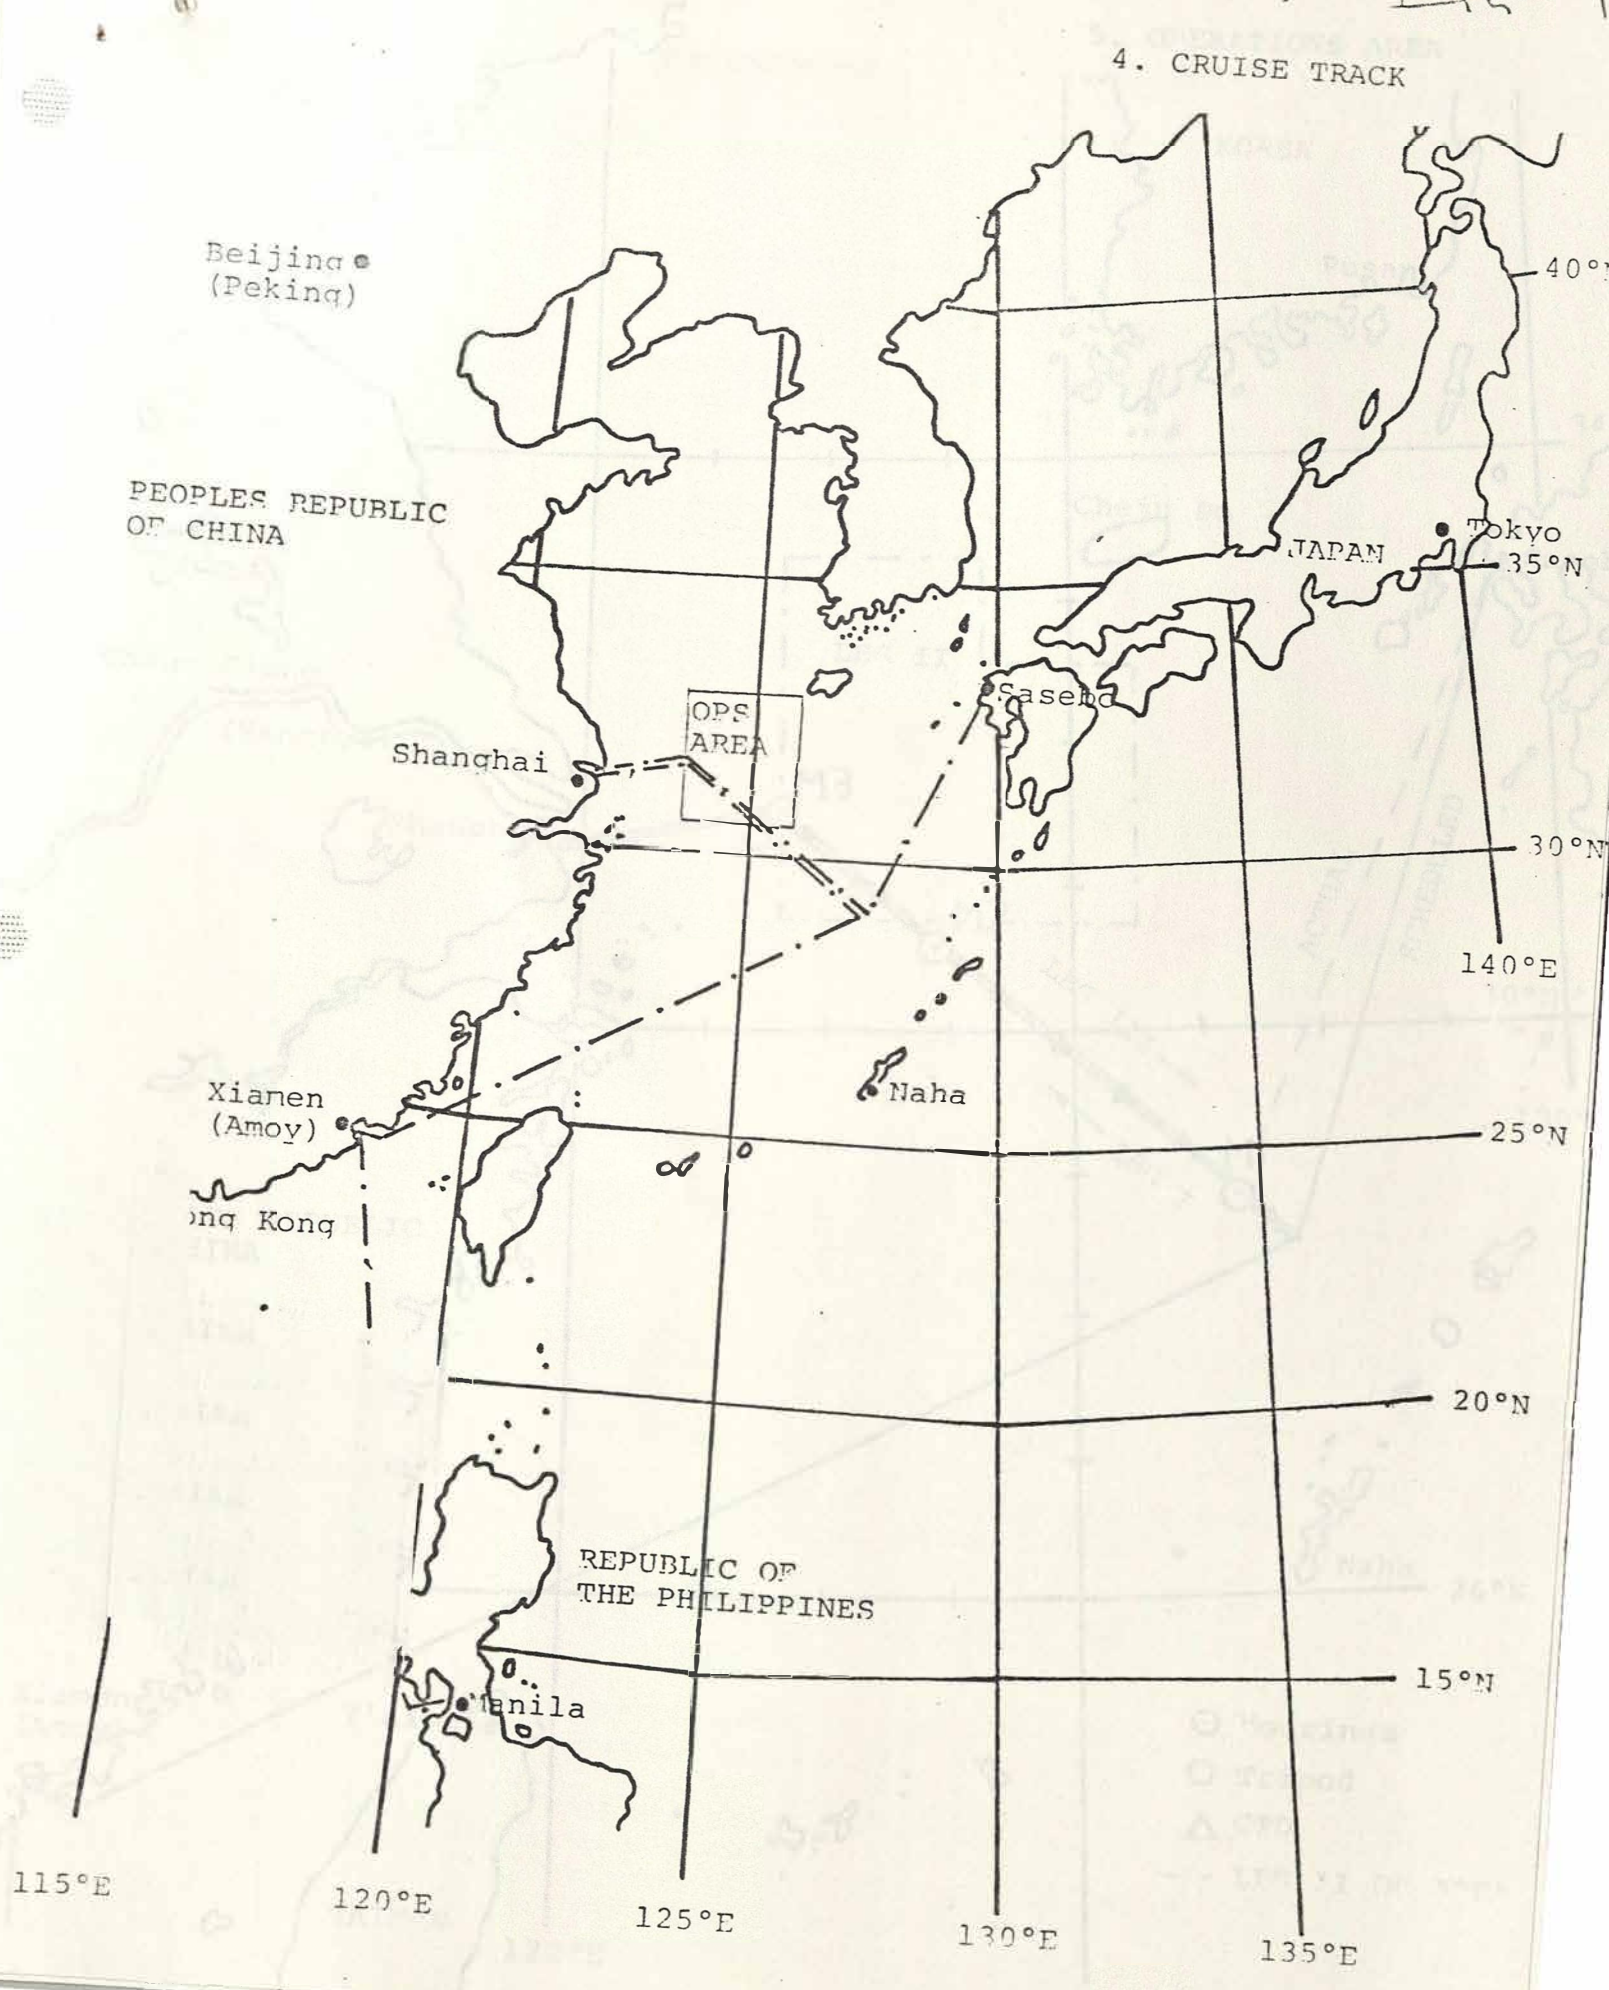 4. CRUISE TRACK
Beijing
(Peking)
40°N
PEOPLES REPUBLIC
OF CHINA
Tokyo
JAPAN
35°N
Sasebo
OPS
AREA
Shanghai
30°N
140°E
Xiamen
(Amoy)
Naha
25°N
ong Kong
20°N
REPUBLIC OF
THE PHILIPPINES
15°N
Manila
115°E
120°E
125°E
130°E
135°E